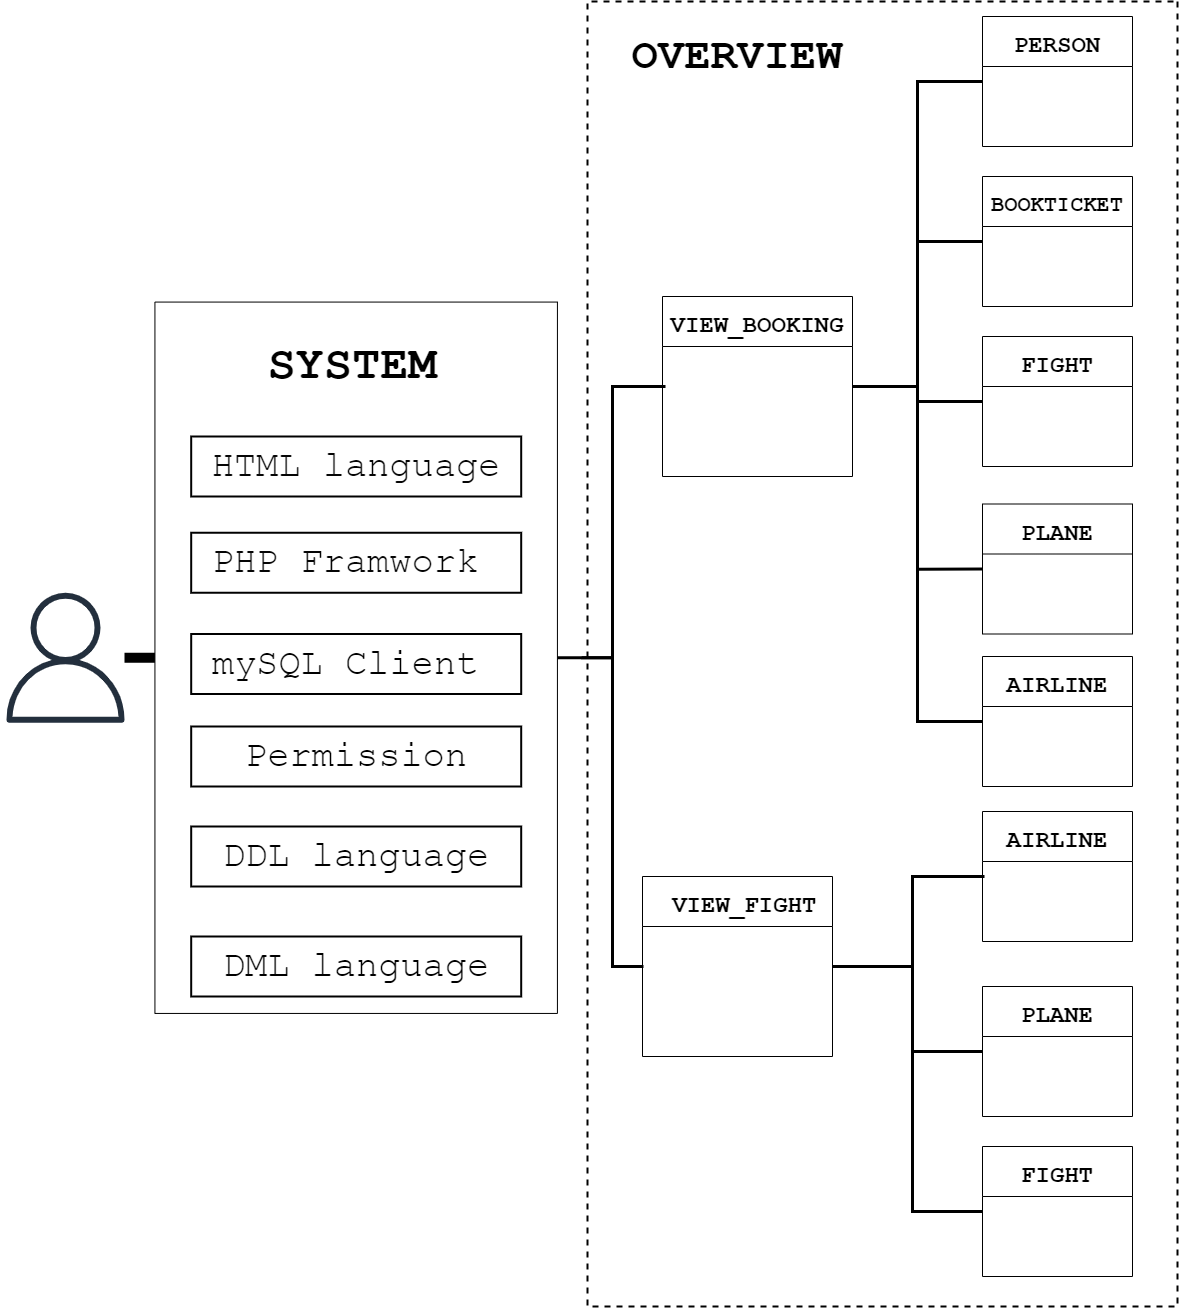 OVERVIEW
PERSON
BOOKTICKET
VIEW_BOOKING
FIGHT
SYSTEM
HTML language
PHP Framwork
PLANE
mySQL Client
AIRLINE
Permission
DDL language
AIRLINE
VIEW_FIGHT
DML language
PLANE
FIGHT